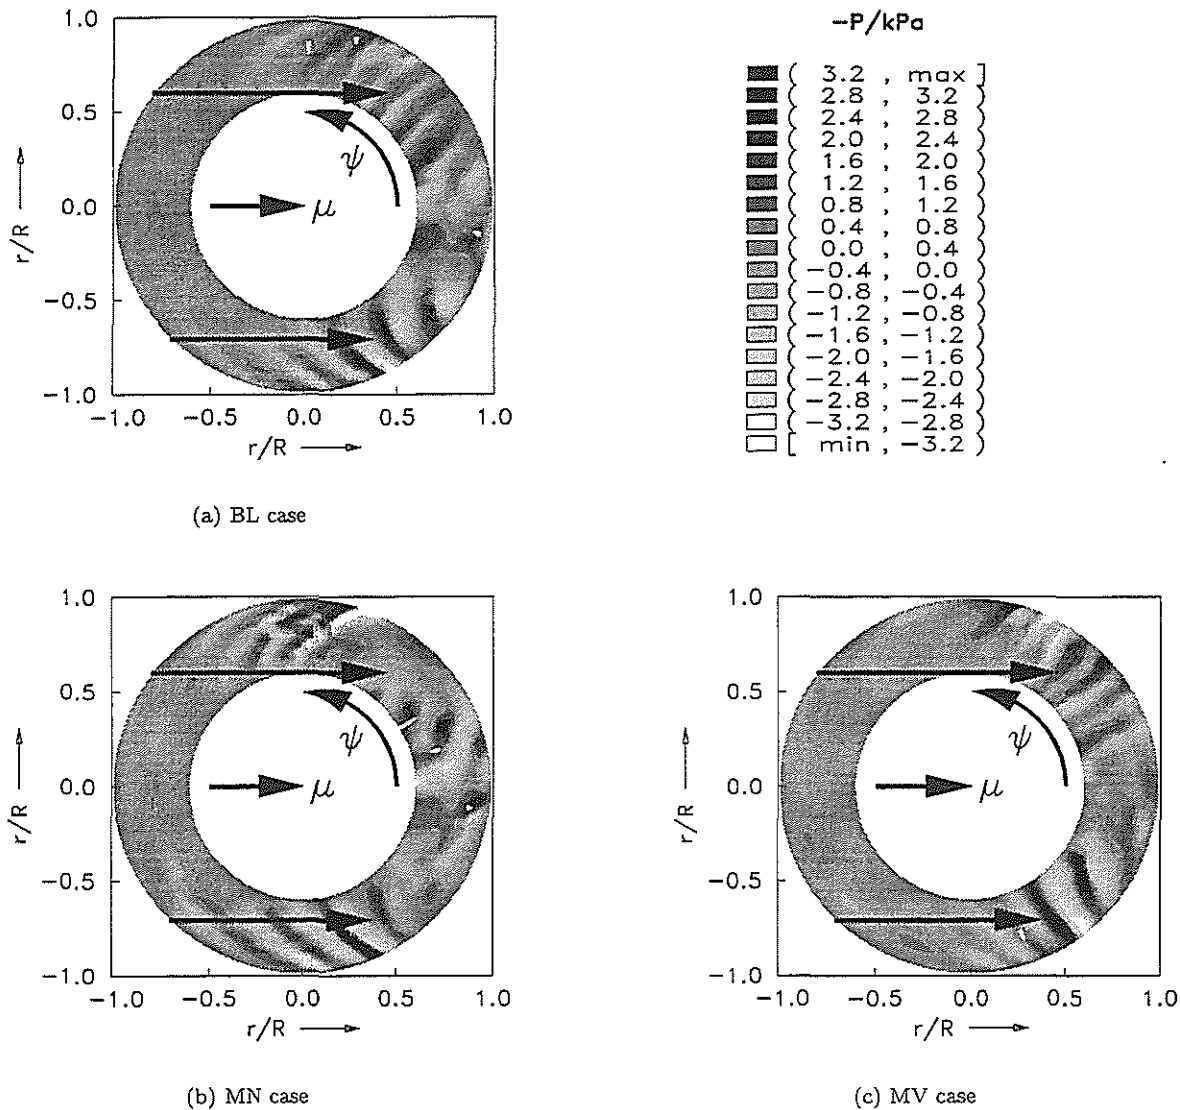 1.0
0.5
0.0
−0.5
−1.0
r/R
−1.0 −0.5 0.0 0.5 1.0
r/R
ψ
μ
(a) BL case
−P/kPa
( 3.2 , max ]
( 2.8 , 3.2 )
( 2.4 , 2.8 )
( 2.0 , 2.4 )
( 1.6 , 2.0 )
( 1.2 , 1.6 )
( 0.8 , 1.2 )
( 0.4 , 0.8 )
( 0.0 , 0.4 )
( −0.4 , 0.0 )
( −0.8 , −0.4 )
( −1.2 , −0.8 )
( −1.6 , −1.2 )
( −2.0 , −1.6 )
( −2.4 , −2.0 )
( −2.8 , −2.4 )
( −3.2 , −2.8 )
[ min , −3.2 )
1.0
0.5
0.0
−0.5
−1.0
r/R
−1.0 −0.5 0.0 0.5 1.0
r/R
ψ
μ
(b) MN case
1.0
0.5
0.0
−0.5
−1.0
r/R
−1.0 −0.5 0.0 0.5 1.0
r/R
ψ
μ
(c) MV case